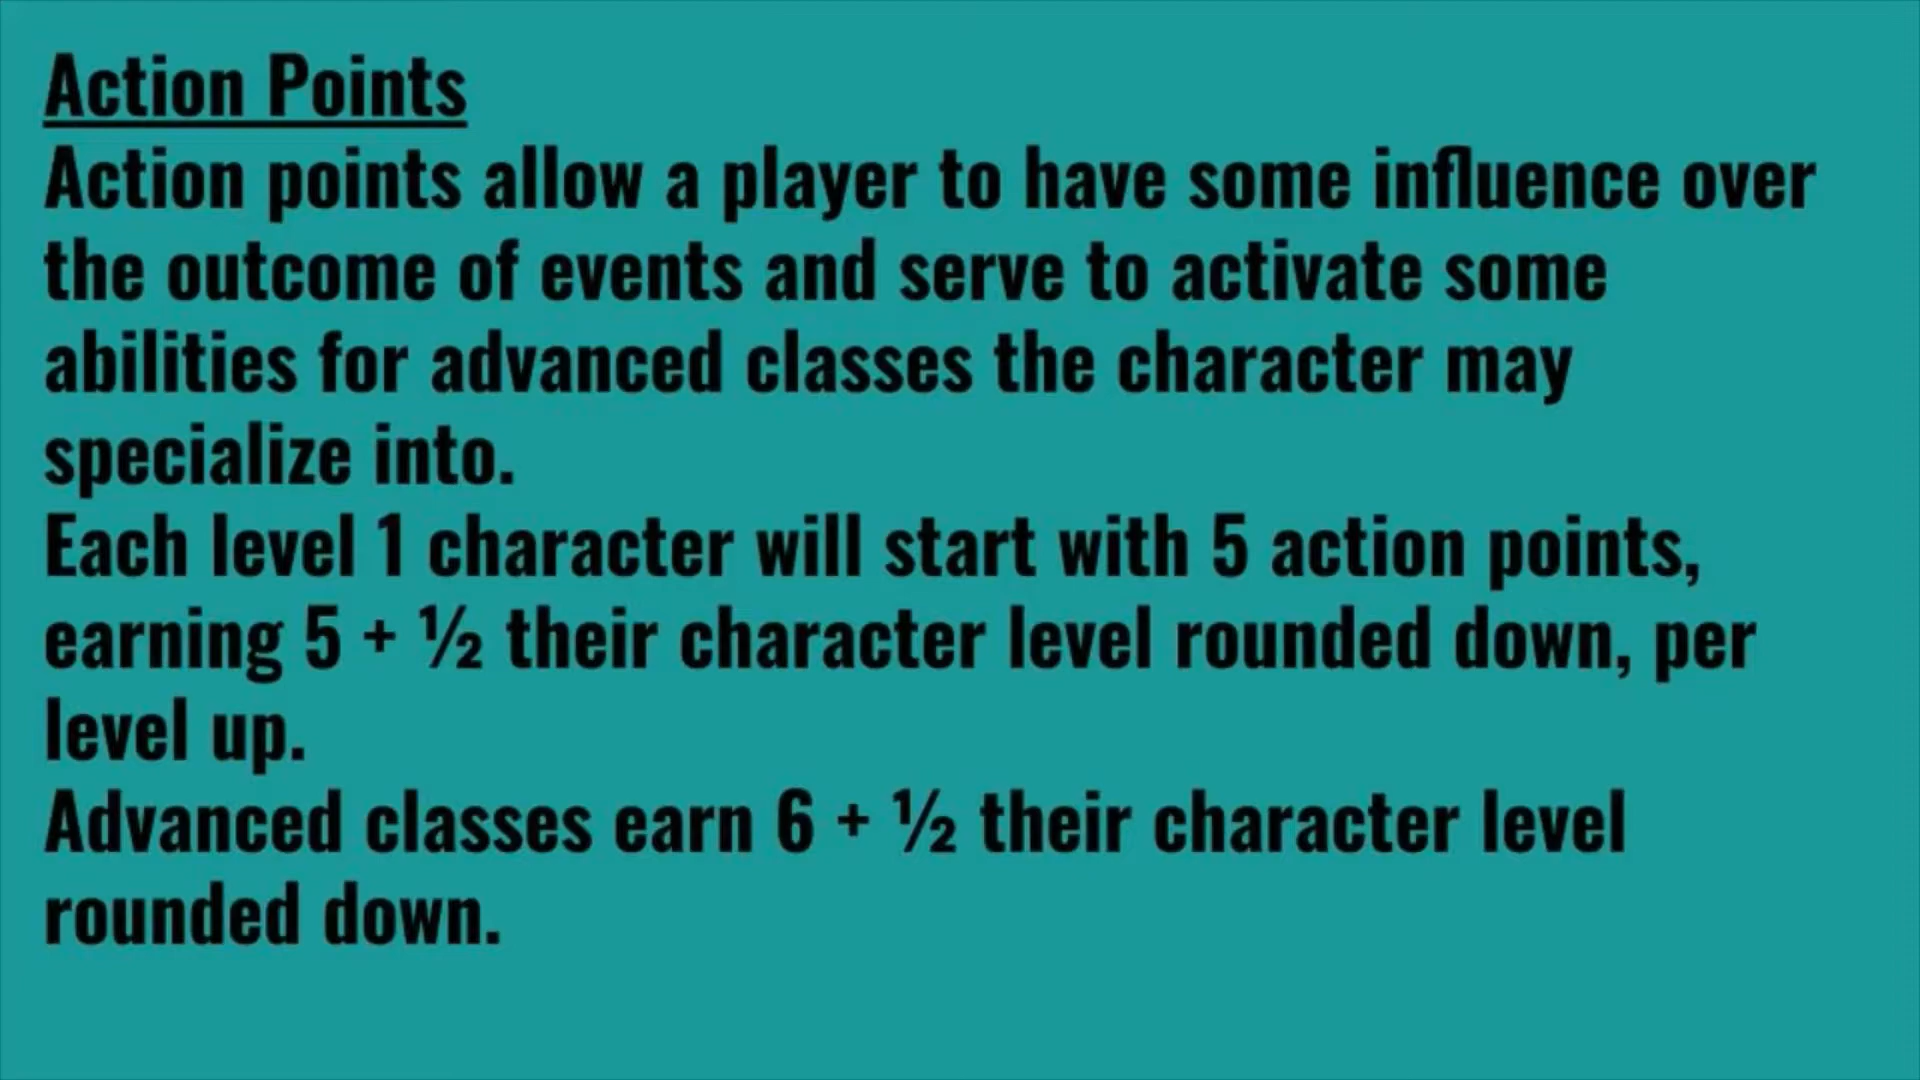 Action Points
Action points allow a player to have some influence over
the outcome of events and serve to activate some
abilities for advanced classes the character may
specialize into.
Each level 1 character will start with 5 action points,
earning 5 + ½ their character level rounded down, per
level up.
Advanced classes earn 6 + ½ their character level
rounded down.